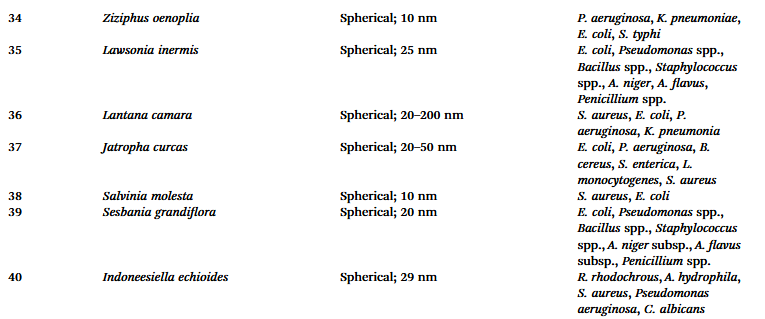 34 Ziziphus oenoplia Spherical; 10 nm P. aeruginosa, K. pneumoniae,
E. coli, S. typhi
35 Lawsonia inermis Spherical; 25 nm E. coli, Pseudomonas spp.,
Bacillus spp., Staphylococcus
spp., A. niger, A. flavus,
Penicillium spp.
36 Lantana camara Spherical; 20–200 nm S. aureus, E. coli, P.
aeruginosa, K. pneumonia
37 Jatropha curcas Spherical; 20–50 nm E. coli, P. aeruginosa, B.
cereus, S. enterica, L.
monocytogenes, S. aureus
38 Salvinia molesta Spherical; 10 nm S. aureus, E. coli
39 Sesbania grandiflora Spherical; 20 nm E. coli, Pseudomonas spp.,
Bacillus spp., Staphylococcus
spp., A. niger subsp., A. flavus
subsp., Penicillium spp.
40 Indoneesiella echioides Spherical; 29 nm R. rhodochrous, A. hydrophila,
S. aureus, Pseudomonas
aeruginosa, C. albicans